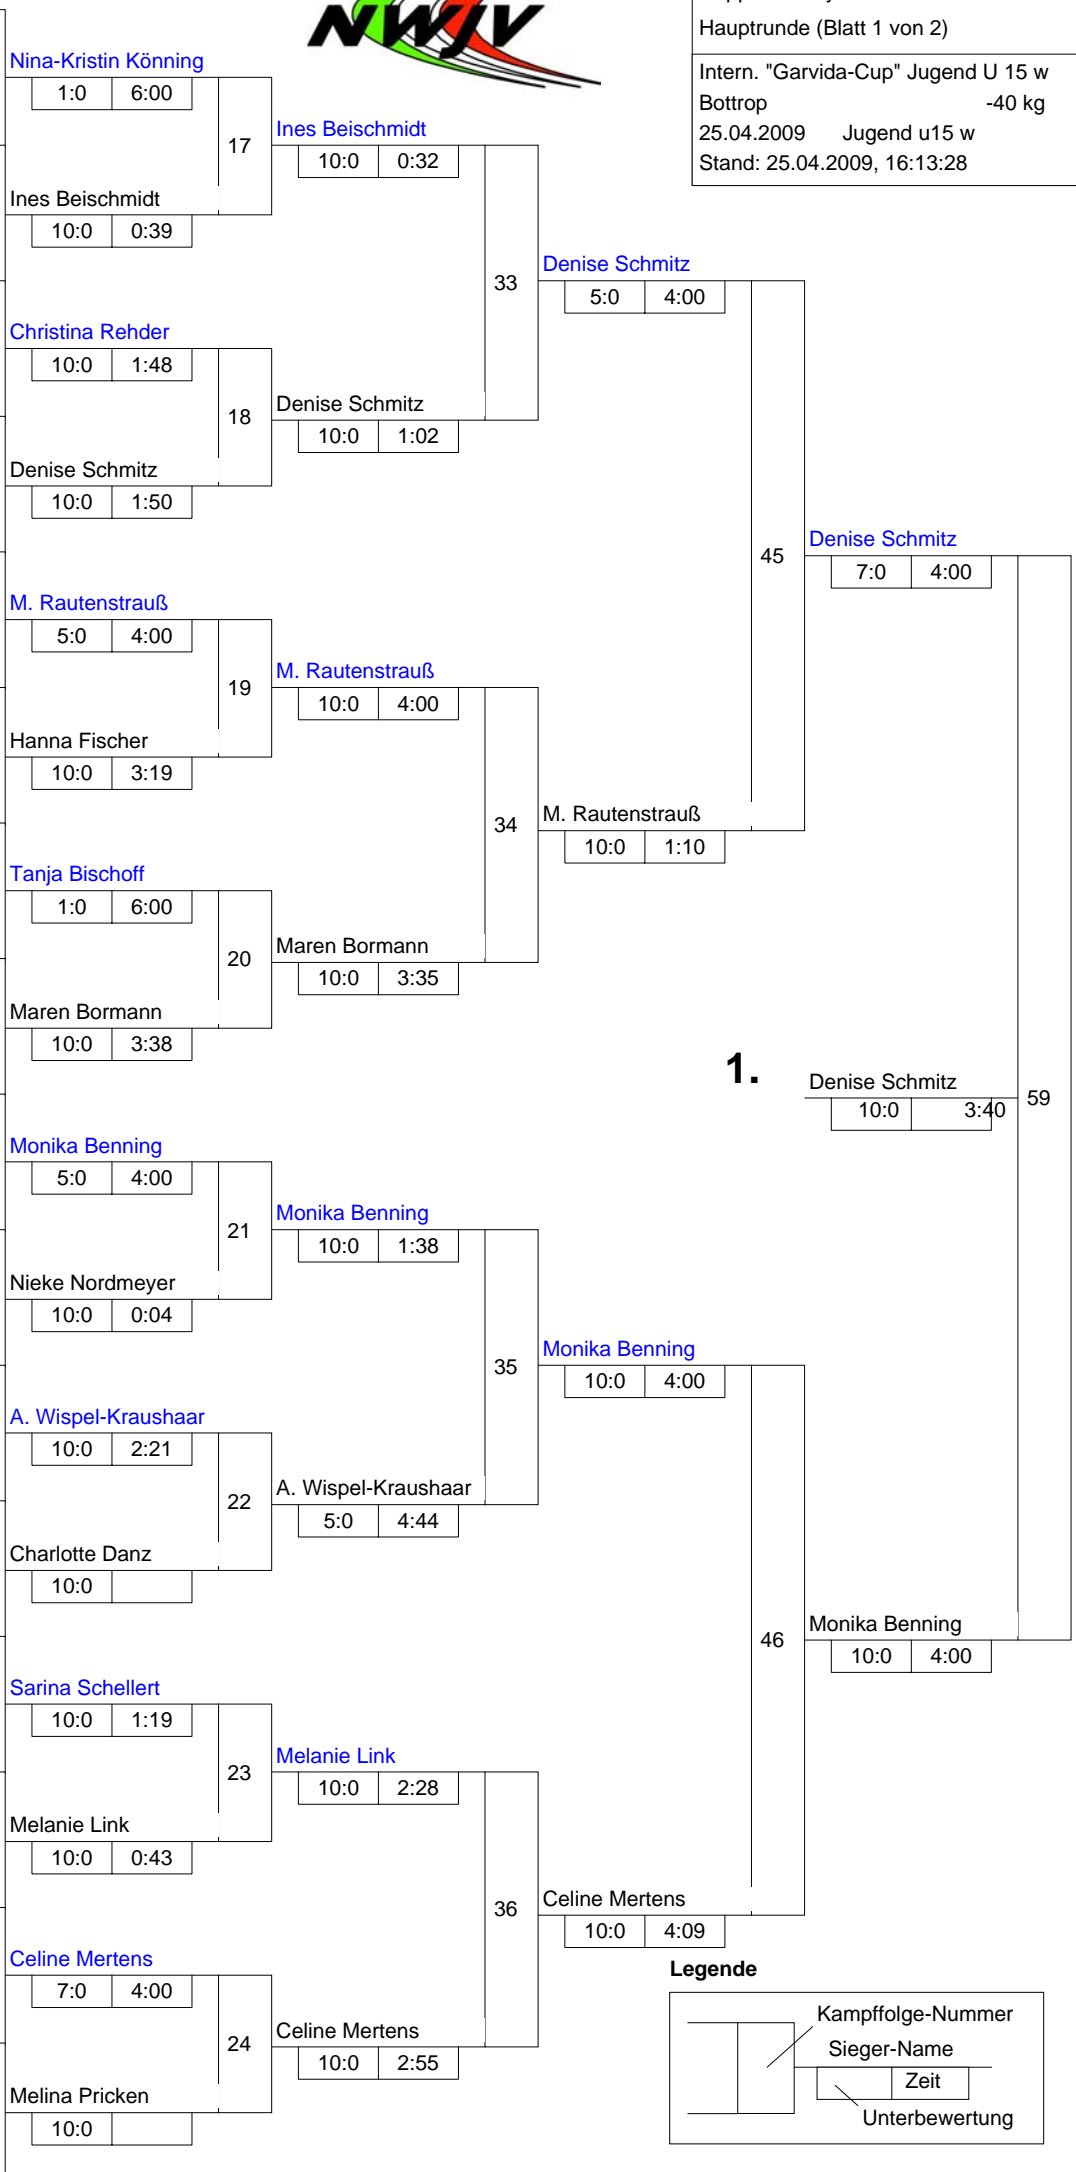 NWJV
Hauptrunde (Blatt 1 von 2)
Intern. "Garvida-Cup" Jugend U 15 w
Bottrop -40 kg
25.04.2009 Jugend u15 w
Stand: 25.04.2009, 16:13:28
Nina-Kristin Könning
1:0 6:00
17
Ines Beischmidt
10:0 0:32
Ines Beischmidt
10:0 0:39
33
Denise Schmitz
5:0 4:00
Christina Rehder
10:0 1:48
18
Denise Schmitz
10:0 1:02
Denise Schmitz
10:0 1:50
45
Denise Schmitz
7:0 4:00
M. Rautenstrauß
5:0 4:00
19
M. Rautenstrauß
10:0 4:00
Hanna Fischer
10:0 3:19
34
M. Rautenstrauß
10:0 1:10
Tanja Bischoff
1:0 6:00
20
Maren Bormann
10:0 3:35
Maren Bormann
10:0 3:38
1.
Denise Schmitz
10:0 3:40
59
Monika Benning
5:0 4:00
21
Monika Benning
10:0 1:38
Nieke Nordmeyer
10:0 0:04
35
Monika Benning
10:0 4:00
A. Wispel-Kraushaar
10:0 2:21
22
A. Wispel-Kraushaar
5:0 4:44
Charlotte Danz
10:0
46
Monika Benning
10:0 4:00
Sarina Schellert
10:0 1:19
23
Melanie Link
10:0 2:28
Melanie Link
10:0 0:43
36
Celine Mertens
10:0 4:09
Celine Mertens
7:0 4:00
24
Celine Mertens
10:0 2:55
Melina Pricken
10:0
Legende
Kampffolge-Nummer
Sieger-Name
Zeit
Unterbewertung